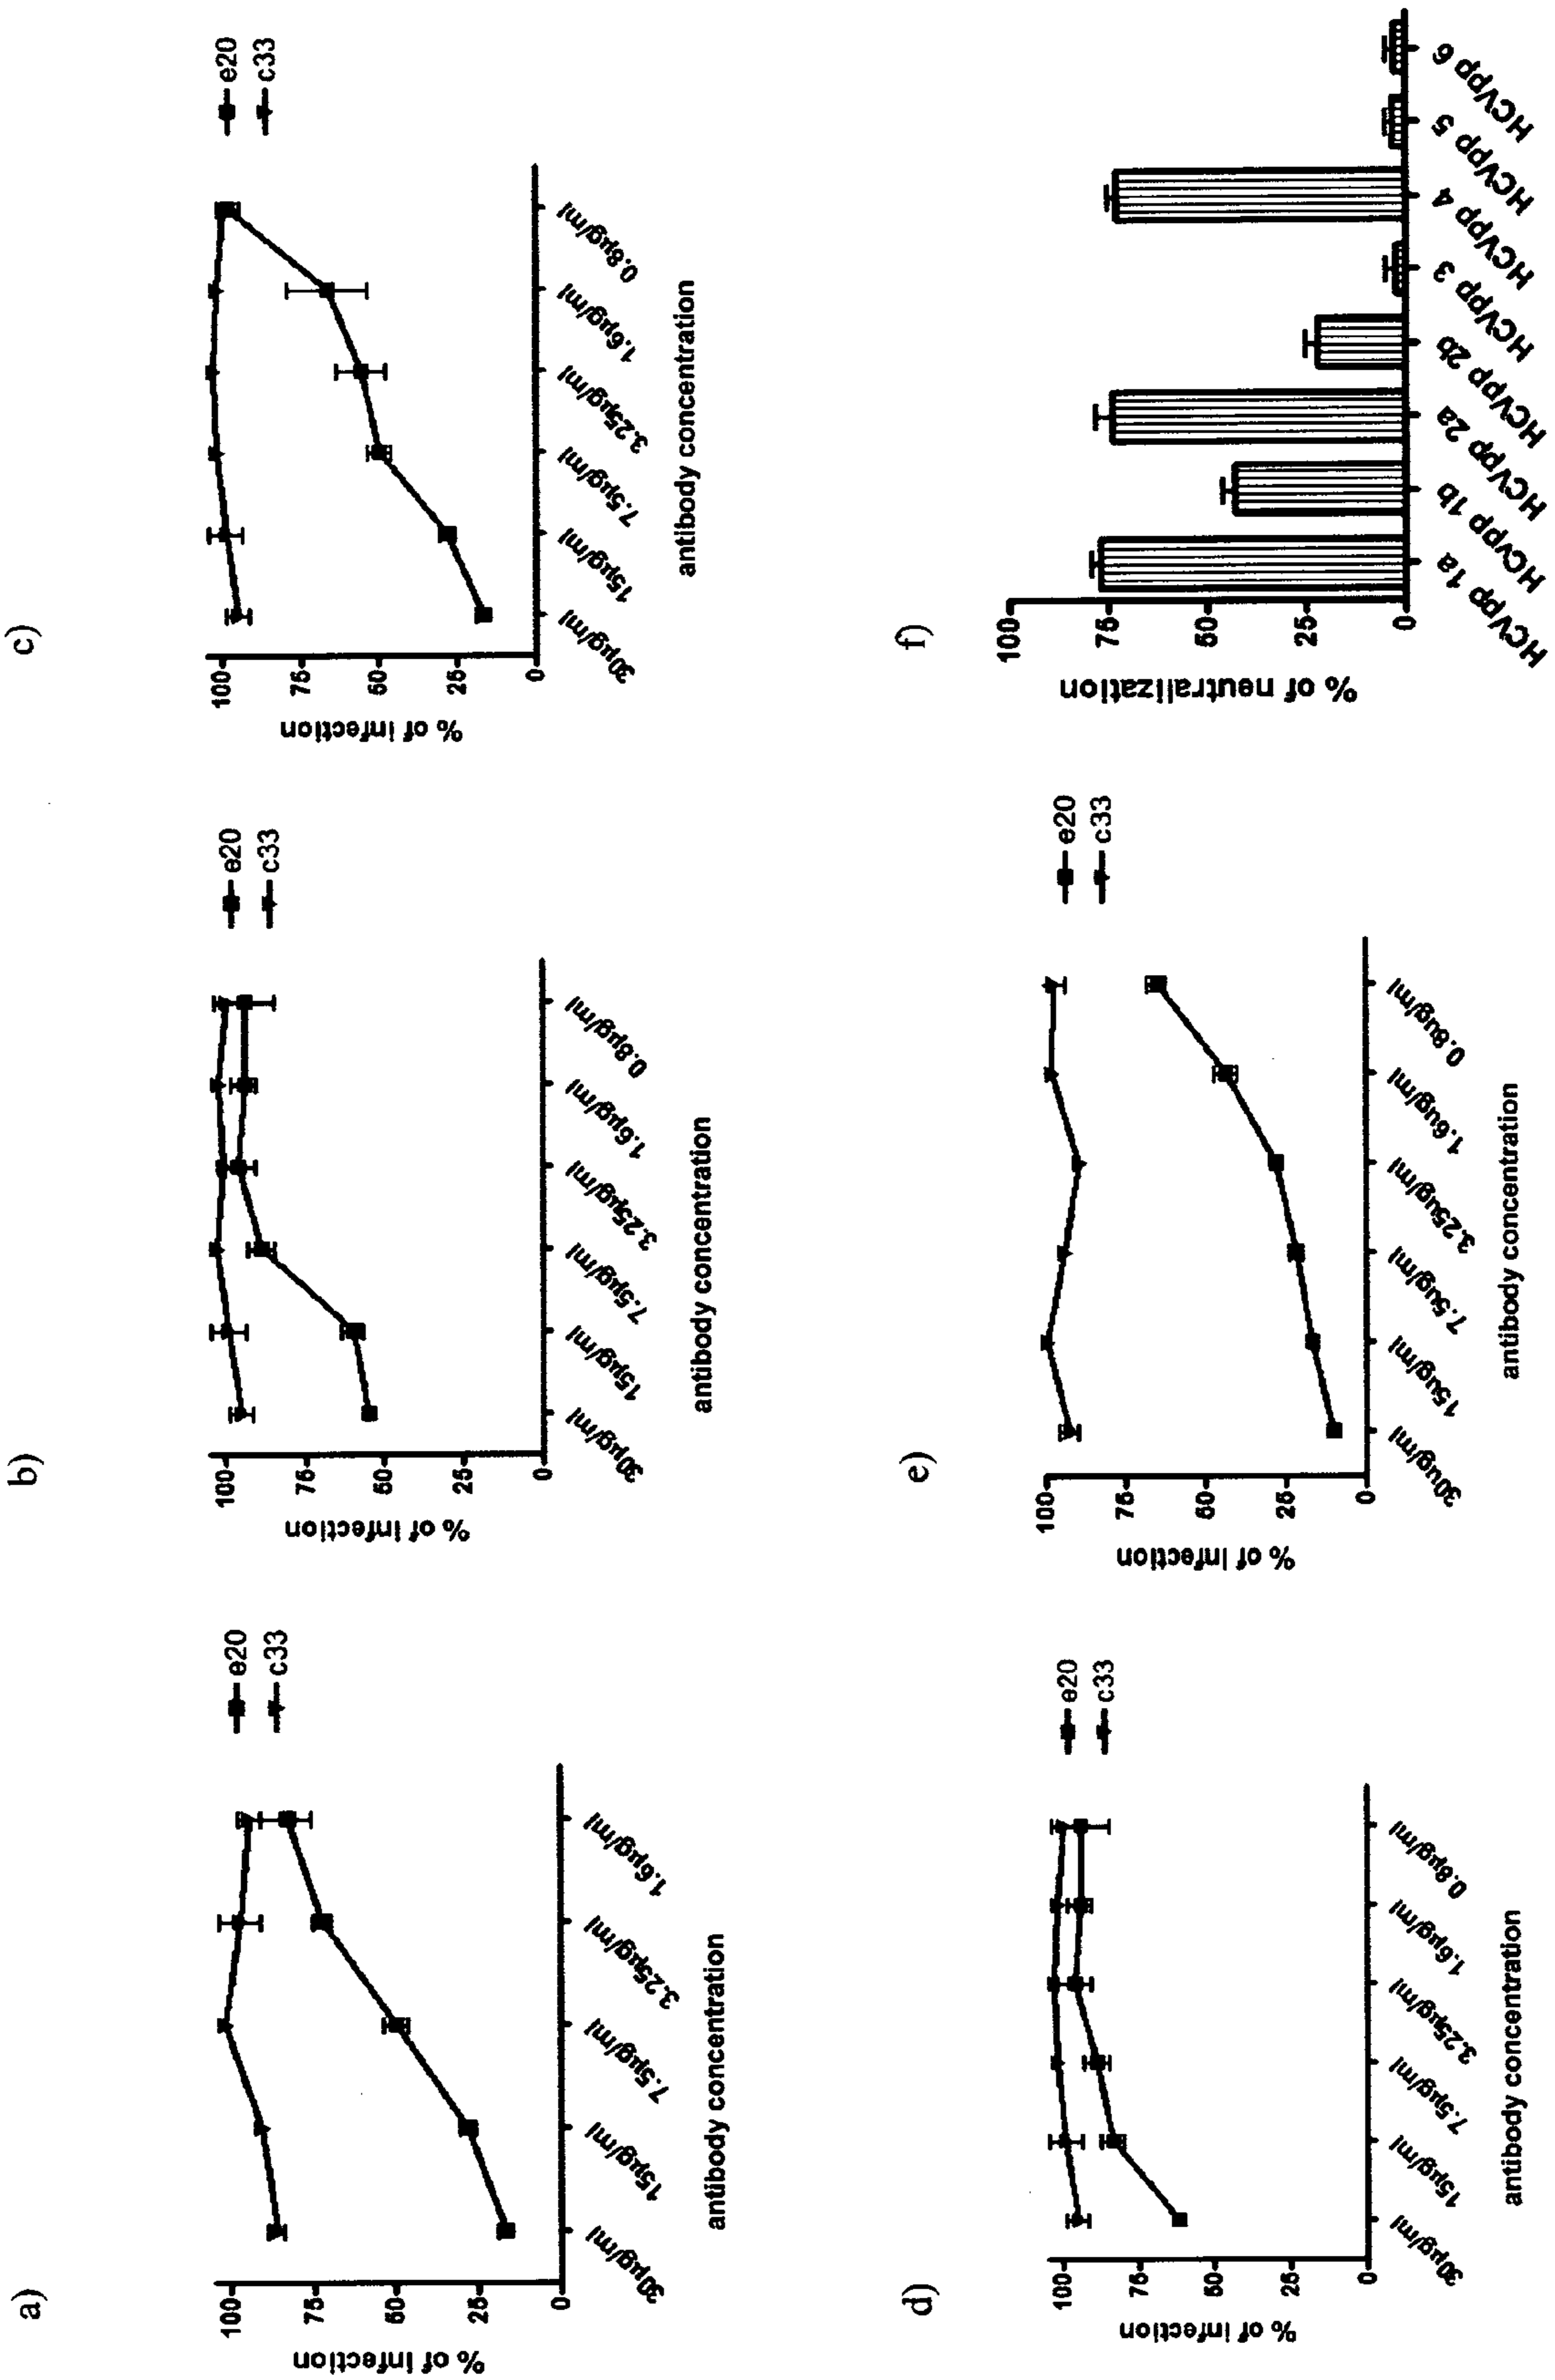 a)
% of infection
100
75
50
25
0
30µg/ml
15µg/ml
7.5µg/ml
3.25µg/ml
1.6µg/ml
antibody concentration
e20
c33
b)
% of infection
100
75
50
25
0
30µg/ml
15µg/ml
7.5µg/ml
3.25µg/ml
1.6µg/ml
0.8µg/ml
antibody concentration
e20
c33
c)
% of infection
100
75
50
25
0
30µg/ml
15µg/ml
7.5µg/ml
3.25µg/ml
1.6µg/ml
0.8µg/ml
antibody concentration
e20
c33
d)
% of infection
100
75
50
25
0
30µg/ml
15µg/ml
7.5µg/ml
3.25µg/ml
1.6µg/ml
0.8µg/ml
antibody concentration
e20
c33
e)
% of infection
100
75
50
25
0
30ug/ml
15ug/ml
7.5ug/ml
3.25ug/ml
1.6ug/ml
0.8ug/ml
antibody concentration
e20
c33
f)
% of neutralization
100
75
50
25
0
HCVpp 1a
HCVpp 1b
HCVpp 2a
HCVpp 2b
HCVpp 3
HCVpp 4
HCVpp 5
HCVpp 6